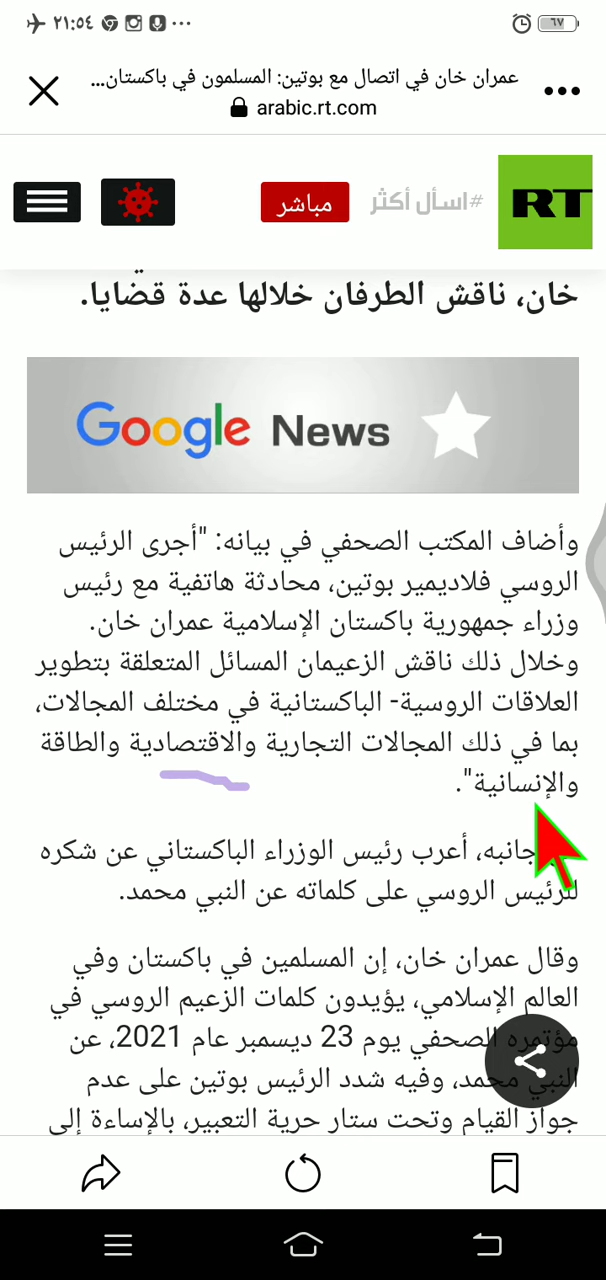 ٢١:٥٤
٦٧
عمران خان في اتصال مع بوتين: المسلمون في باكستان...
arabic.rt.com
مباشر
#اسأل أكثر
RT
خان، ناقش الطرفان خلالها عدة قضايا.
Google News
وأضاف المكتب الصحفي في بيانه: "أجرى الرئيس
الروسي فلاديمير بوتين، محادثة هاتفية مع رئيس
وزراء جمهورية باكستان الإسلامية عمران خان.
وخلال ذلك ناقش الزعيمان المسائل المتعلقة بتطوير
العلاقات الروسية- الباكستانية في مختلف المجالات،
بما في ذلك المجالات التجارية والاقتصادية والطاقة
والإنسانية".
جانبه، أعرب رئيس الوزراء الباكستاني عن شكره
للرئيس الروسي على كلماته عن النبي محمد.
وقال عمران خان، إن المسلمين في باكستان وفي
العالم الإسلامي، يؤيدون كلمات الزعيم الروسي في
مؤتمره الصحفي يوم 23 ديسمبر عام 2021، عن
النبي محمد، وفيه شدد الرئيس بوتين على عدم
جواز القيام وتحت ستار حرية التعبير، بالإساءة إلى